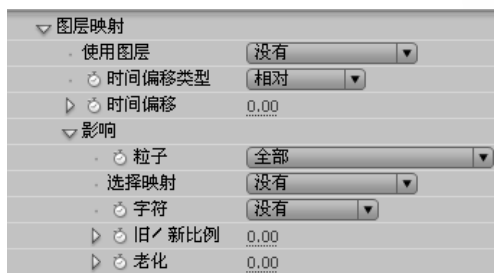 图层映射
使用图层 没有
时间偏移类型 相对
时间偏移 0.00
影响
粒子 全部
选择映射 没有
字符 没有
旧/新比例 0.00
老化 0.00